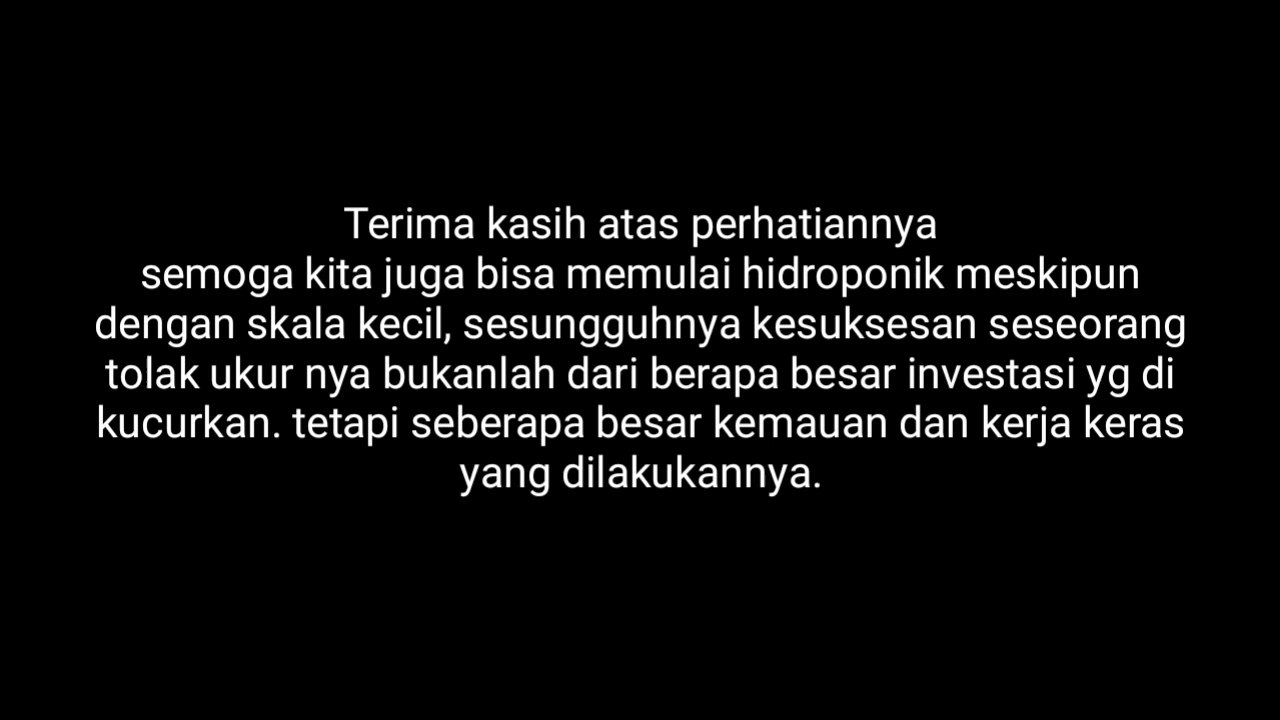 Terima kasih atas perhatiannya
semoga kita juga bisa memulai hidroponik meskipun
dengan skala kecil, sesungguhnya kesuksesan seseorang
tolak ukur nya bukanlah dari berapa besar investasi yg di
kucurkan. tetapi seberapa besar kemauan dan kerja keras
yang dilakukannya.